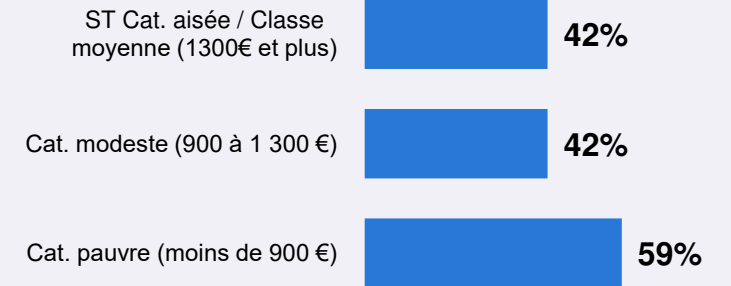 ST Cat. aisée / Classe
moyenne (1300€ et plus)
42%
Cat. modeste (900 à 1 300 €)
42%
Cat. pauvre (moins de 900 €)
59%